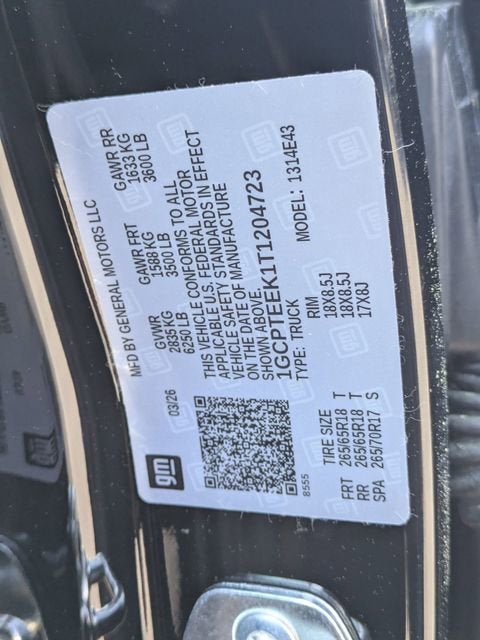 gm
MFD BY GENERAL MOTORS LLC
03/26
GVWR
2835KG
6250 LB
GAWR FRT
1588 KG
3500 LB
GAWR RR
1633 KG
3600 LB
THIS VEHICLE CONFORMS TO ALL
APPLICABLE U.S. FEDERAL MOTOR
VEHICLE SAFETY STANDARDS IN EFFECT
ON THE DATE OF MANUFACTURE
SHOWN ABOVE.
1GCPTEEK1T1204723
TYPE: TRUCK MODEL: 1314E43
8555
TIRE SIZE RIM
FRT 265/65R18 T 18X8.5J
RR 265/65R18 T 18X8.5J
SPA 265/70R17 S 17X8J